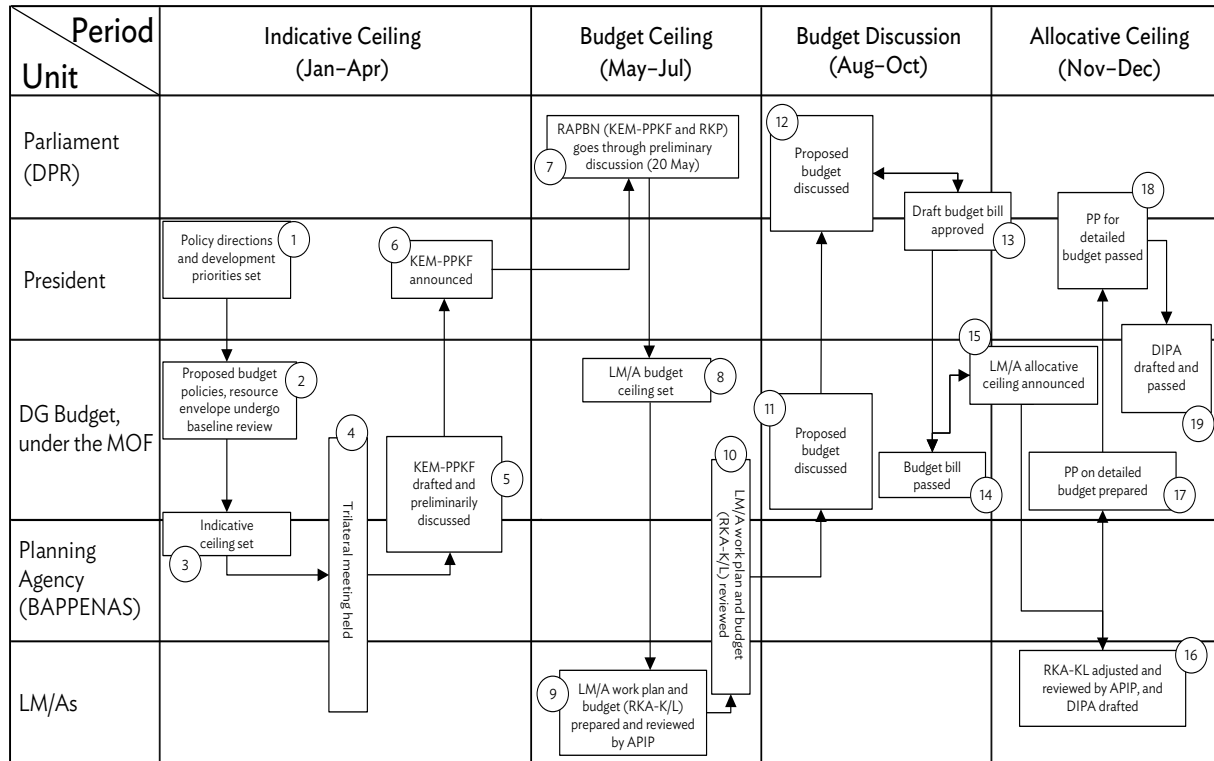 Period
Unit
Indicative Ceiling
(Jan–Apr)
Budget Ceiling
(May–Jul)
Budget Discussion
(Aug–Oct)
Allocative Ceiling
(Nov–Dec)
Parliament
(DPR)
7
RAPBN (KEM-PPKF and RKP)
goes through preliminary
discussion (20 May)
12
Proposed
budget
discussed
Draft budget bill
approved
13
18
PP for
detailed
budget passed
President
1
Policy directions
and development
priorities set
6
KEM-PPKF
announced
DG Budget,
under the MOF
2
Proposed budget
policies, resource
envelope undergo
baseline review
3
Indicative
ceiling set
4
Trilateral meeting held
5
KEM-PPKF
drafted and
preliminarily
discussed
8
LM/A budget
ceiling set
10
LM/A work plan and budget
(RKA-K/L) reviewed
11
Proposed
budget
discussed
Budget bill
passed
14
15
LM/A allocative
ceiling announced
DIPA
drafted and
passed
19
PP on detailed
budget prepared
17
Planning
Agency
(BAPPENAS)
LM/As
9
LM/A work plan and
budget (RKA-K/L)
prepared and reviewed
by APIP
16
RKA-KL adjusted and
reviewed by APIP, and
DIPA drafted